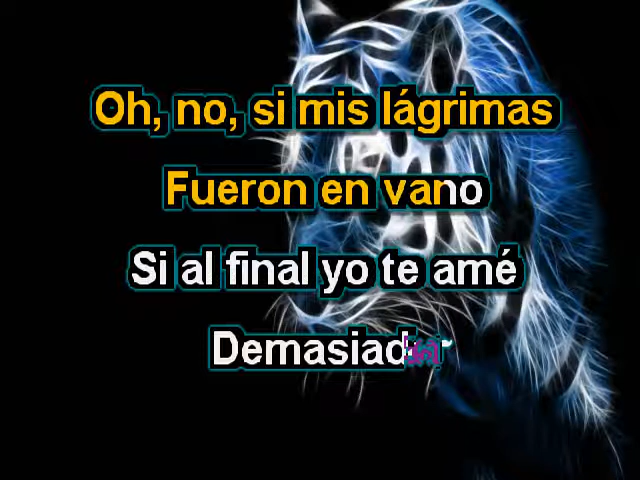 Oh, no, si mis lágrimas
Fueron en vano
Si al final yo te amé